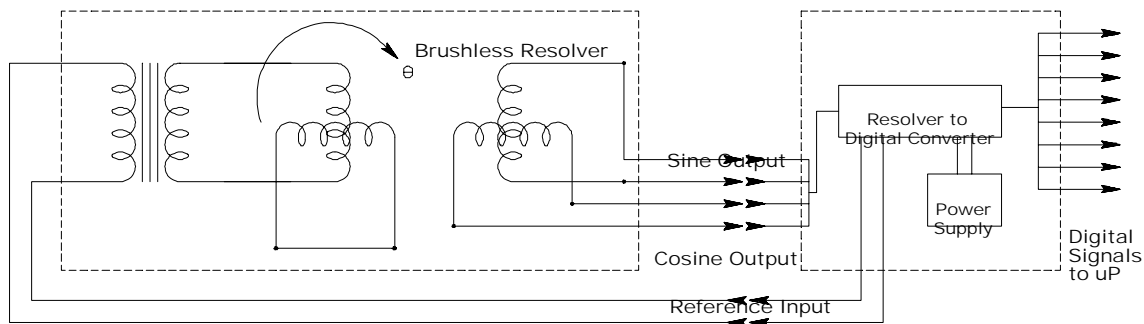 Brushless Resolver
θ
Resolver to
Digital Converter
Sine Output
Power
Supply
Digital
Signals
to uP
Cosine Output
Reference Input